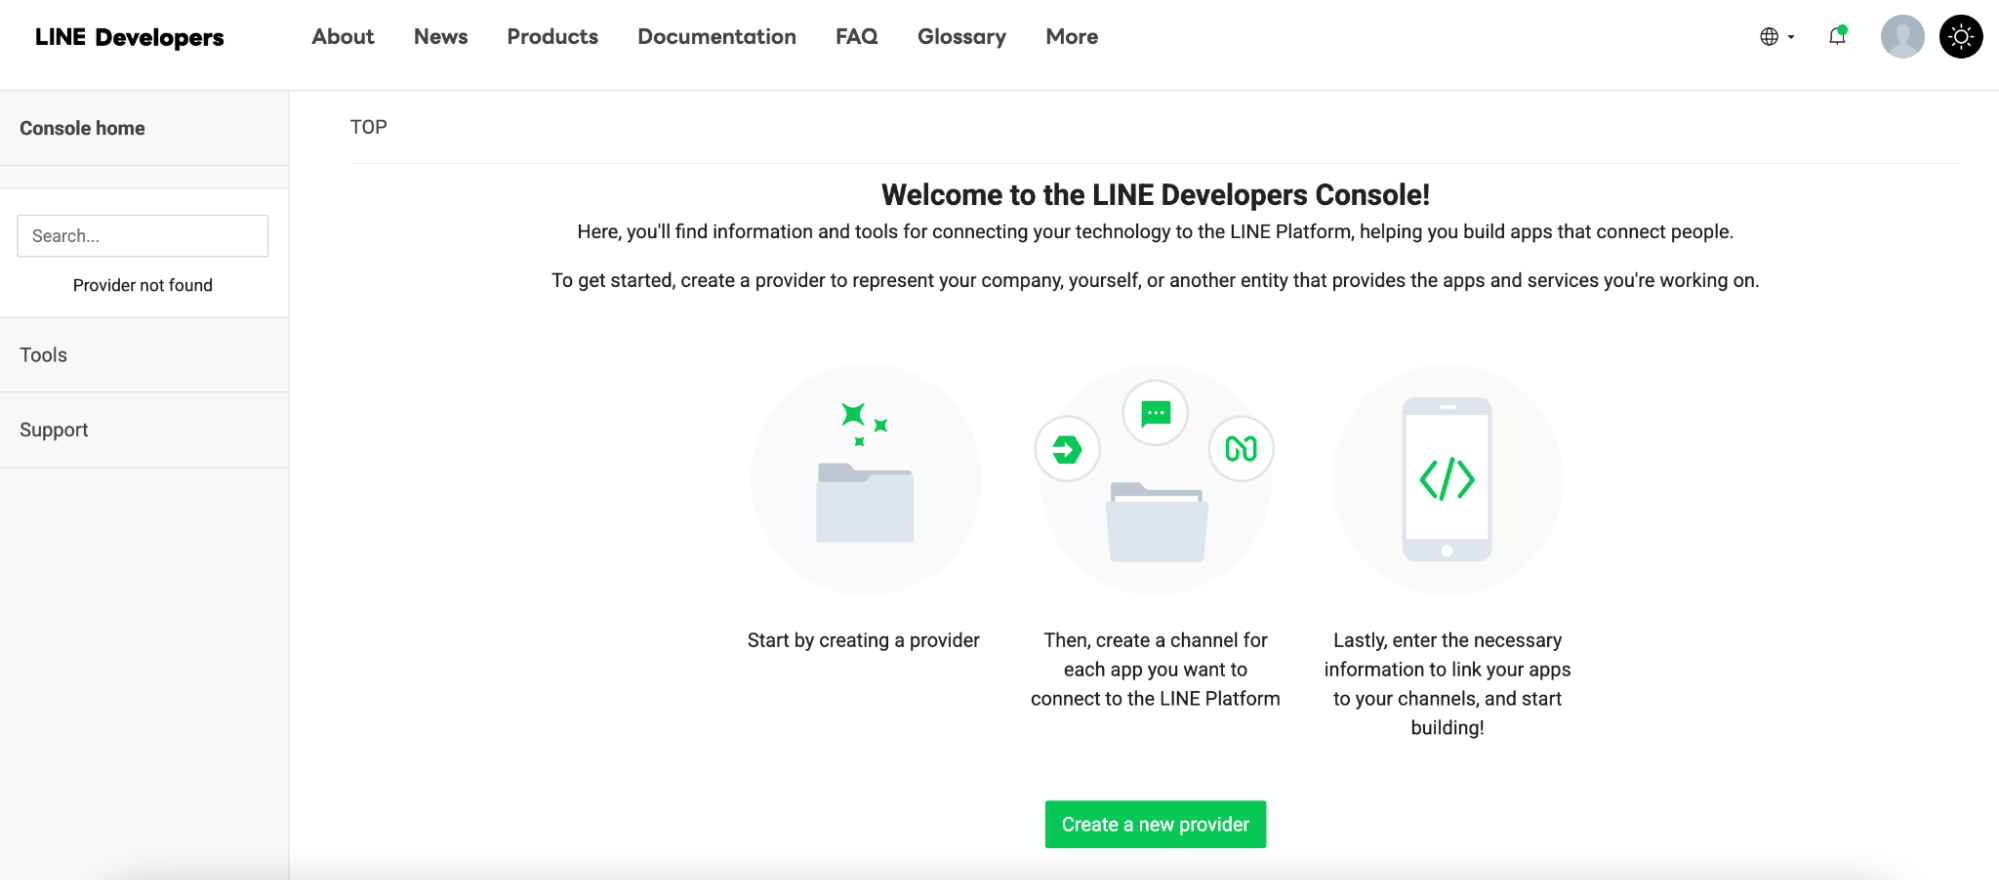 LINE Developers
About
News
Products
Documentation
FAQ
Glossary
More
Console home
Search...
Provider not found
Tools
Support
TOP
Welcome to the LINE Developers Console!
Here, you'll find information and tools for connecting your technology to the LINE Platform, helping you build apps that connect people.
To get started, create a provider to represent your company, yourself, or another entity that provides the apps and services you're working on.
Start by creating a provider
Then, create a channel for
each app you want to
connect to the LINE Platform
Lastly, enter the necessary
information to link your apps
to your channels, and start
building!
Create a new provider